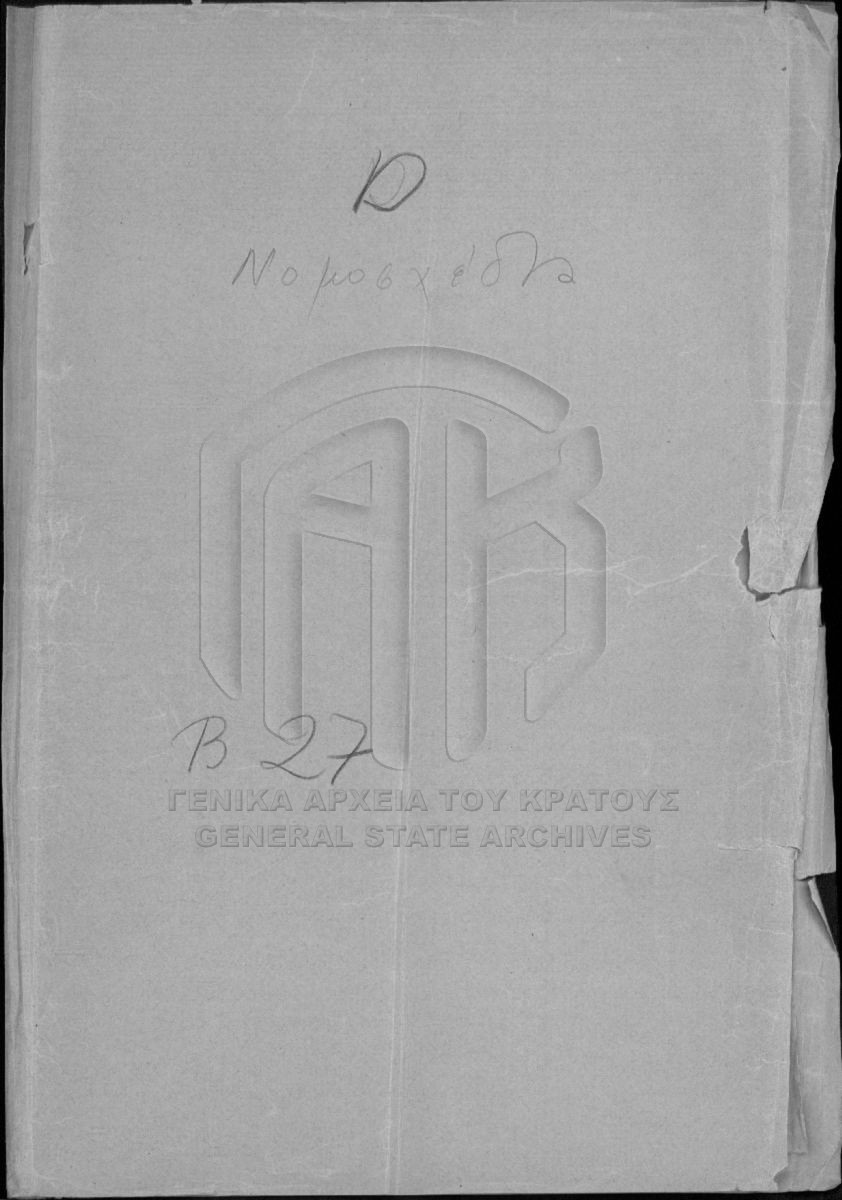 D
Νομοσχέδια
B 27
ΓΕΝΙΚΑ ΑΡΧΕΙΑ ΤΟΥ ΚΡΑΤΟΥΣ
GENERAL STATE ARCHIVES